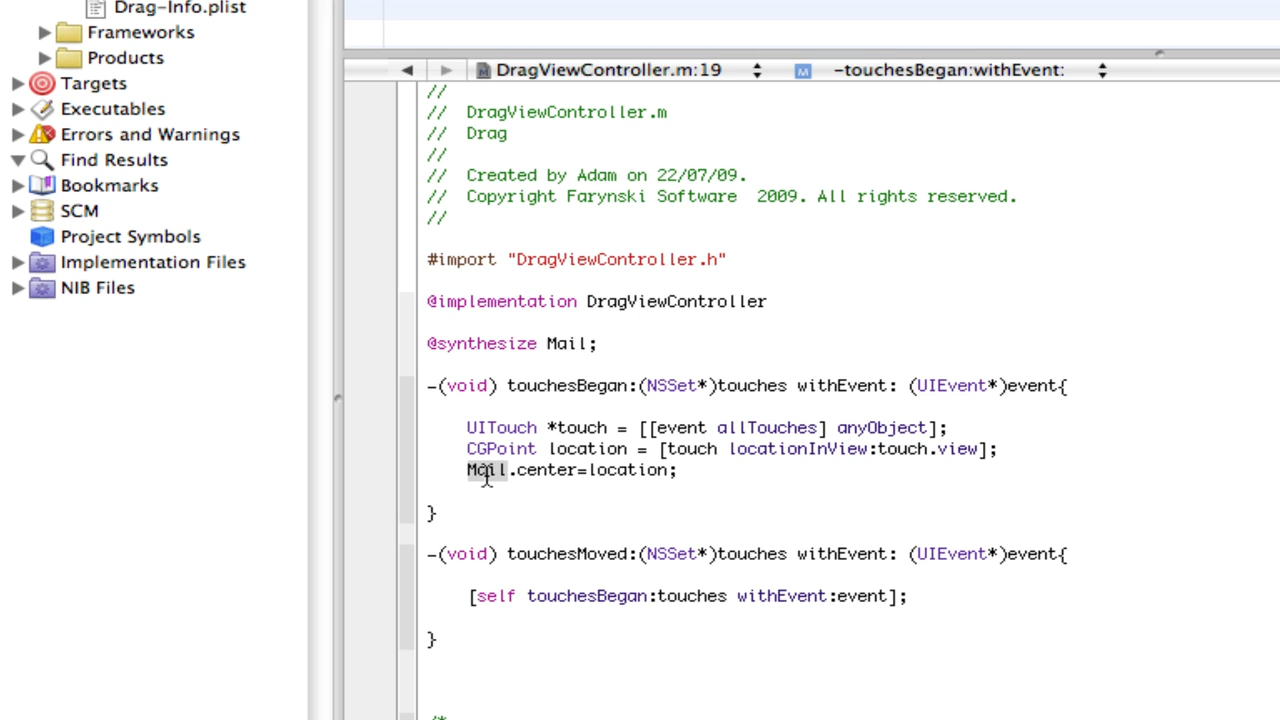 Drag-Info.plist
Frameworks
Products
Targets
Executables
Errors and Warnings
Find Results
Bookmarks
SCM
Project Symbols
Implementation Files
NIB Files
DragViewController.m:19 M -touchesBegan:withEvent:
//
// DragViewController.m
// Drag
//
// Created by Adam on 22/07/09.
// Copyright Farynski Software 2009. All rights reserved.
//
#import "DragViewController.h"
@implementation DragViewController
@synthesize Mail;
-(void) touchesBegan:(NSSet*)touches withEvent: (UIEvent*)event{
UITouch *touch = [[event allTouches] anyObject];
CGPoint location = [touch locationInView:touch.view];
Mail.center=location;
}
-(void) touchesMoved:(NSSet*)touches withEvent: (UIEvent*)event{
[self touchesBegan:touches withEvent:event];
}
/*